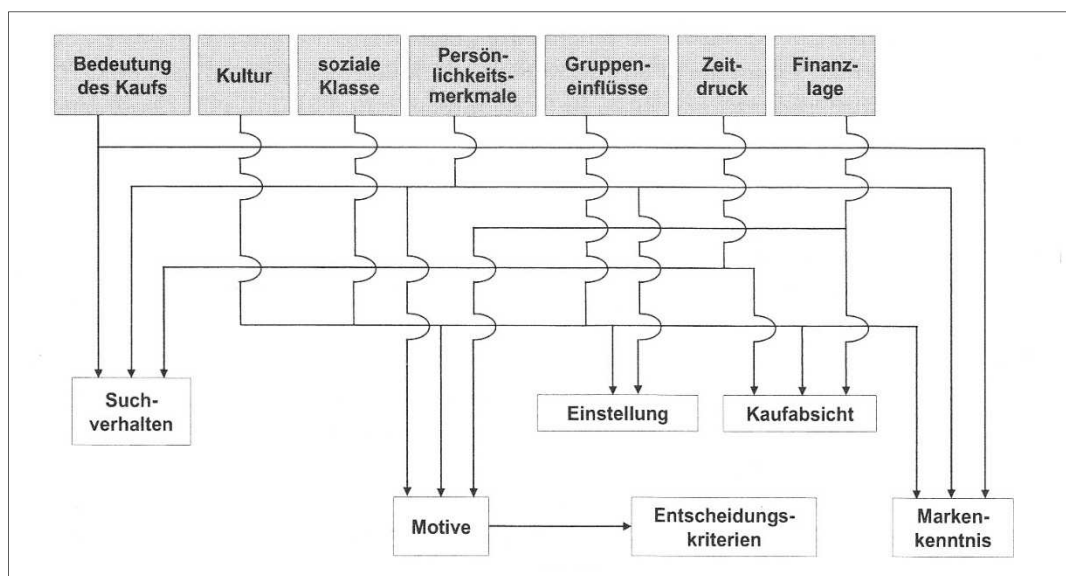 Bedeutung
des Kaufs
Kultur
soziale
Klasse
Persön-
lichkeits-
merkmale
Gruppen-
einflüsse
Zeit-
druck
Finanz-
lage
Such-
verhalten
Einstellung
Kaufabsicht
Motive
Entscheidungs-
kriterien
Marken-
kenntnis